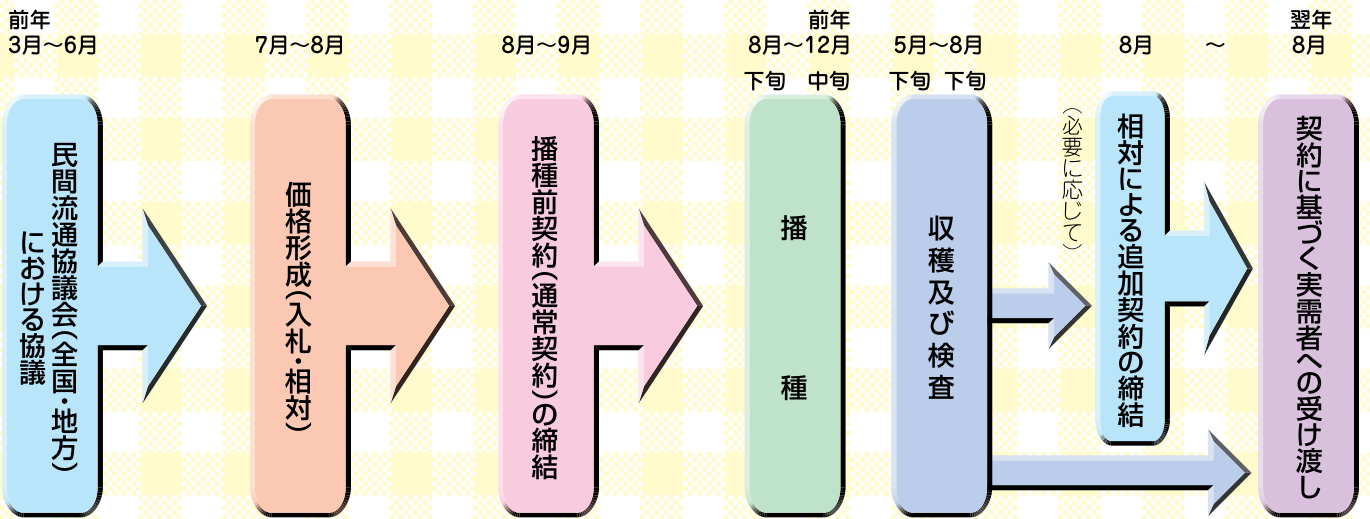 前年
3月～6月
民間流通協議会(全国・地方)
における協議
7月～8月
価格形成(入札・相対)
8月～9月
播種前契約(通常契約)の締結
前年
8月～12月
下旬 中旬
播種
5月～8月
下旬 下旬
収穫及び検査
(必要に応じて)
8月 ～ 翌年
8月
相対による追加契約の締結
契約に基づく実需者への受け渡し